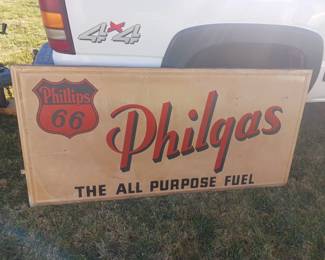 4x4
Phillips
66
Philgas
THE ALL PURPOSE FUEL